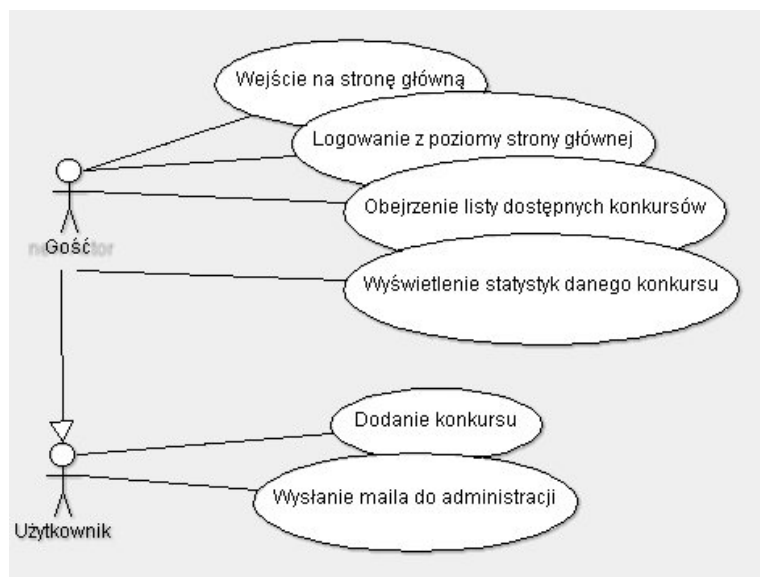 Wejście na stronę główną
Logowanie z poziomy strony głównej
Obejrzenie listy dostępnych konkursów
Gość
Wyświetlenie statystyk danego konkursu
Dodanie konkursu
Wysłanie maila do administracji
Użytkownik